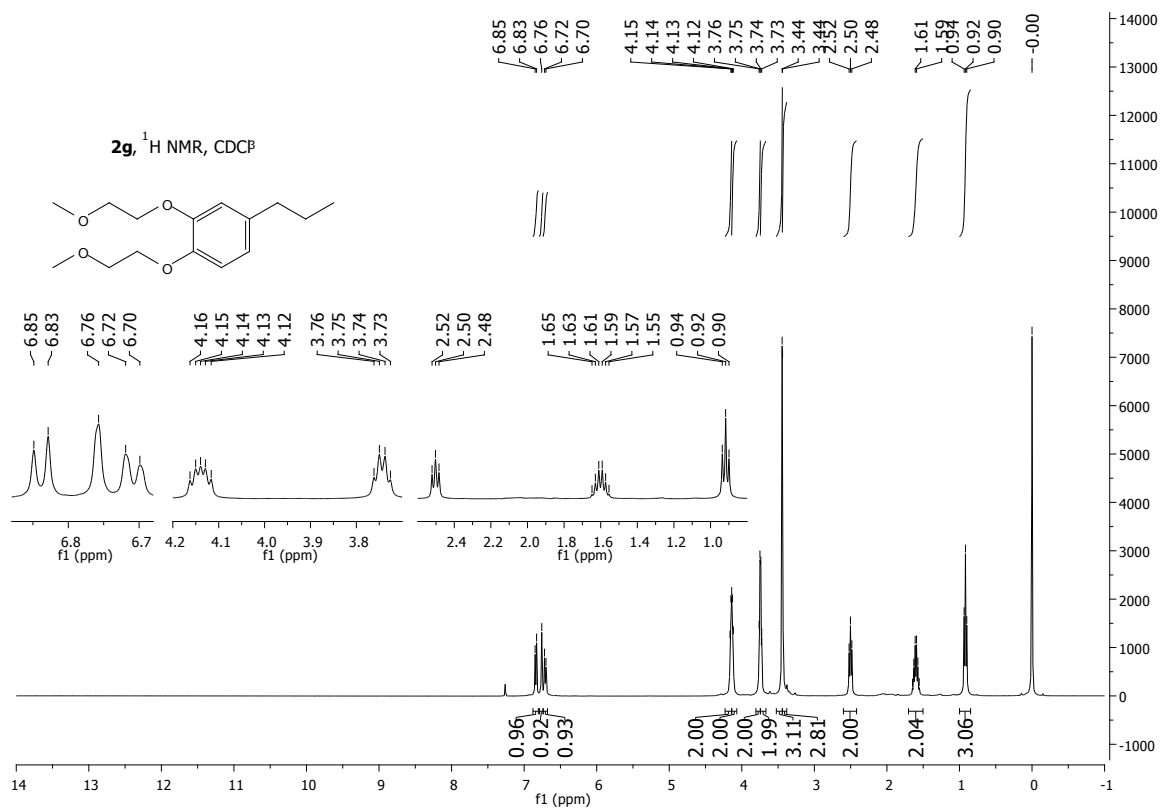 6.85 6.83 6.76 6.72 6.70 4.15 4.14 4.13 4.12 3.76 3.75 3.74 3.73 3.44 3.44 2.52 2.50 2.48 1.61 1.59 0.94 0.92 0.90 -0.00
2g, ¹H NMR, CDClβ
O O
O O
6.85 6.83 6.76 6.72 6.70
4.16 4.15 4.14 4.13 4.12 3.76 3.75 3.74 3.73
2.52 2.50 2.48 1.65 1.63 1.61 1.59 1.57 1.55 0.94 0.92 0.90
6.8 6.7
f1 (ppm)
4.2 4.1 4.0 3.9 3.8
f1 (ppm)
2.4 2.2 2.0 1.8 1.6 1.4 1.2 1.0
f1 (ppm)
14000
13000
12000
11000
10000
9000
8000
7000
6000
5000
4000
3000
2000
1000
0
-1000
0.96 0.92 0.93 2.00 2.00 2.00 1.99 3.11 2.81 2.00 2.04 3.06
14 13 12 11 10 9 8 7 6 5 4 3 2 1 0 -1
f1 (ppm)